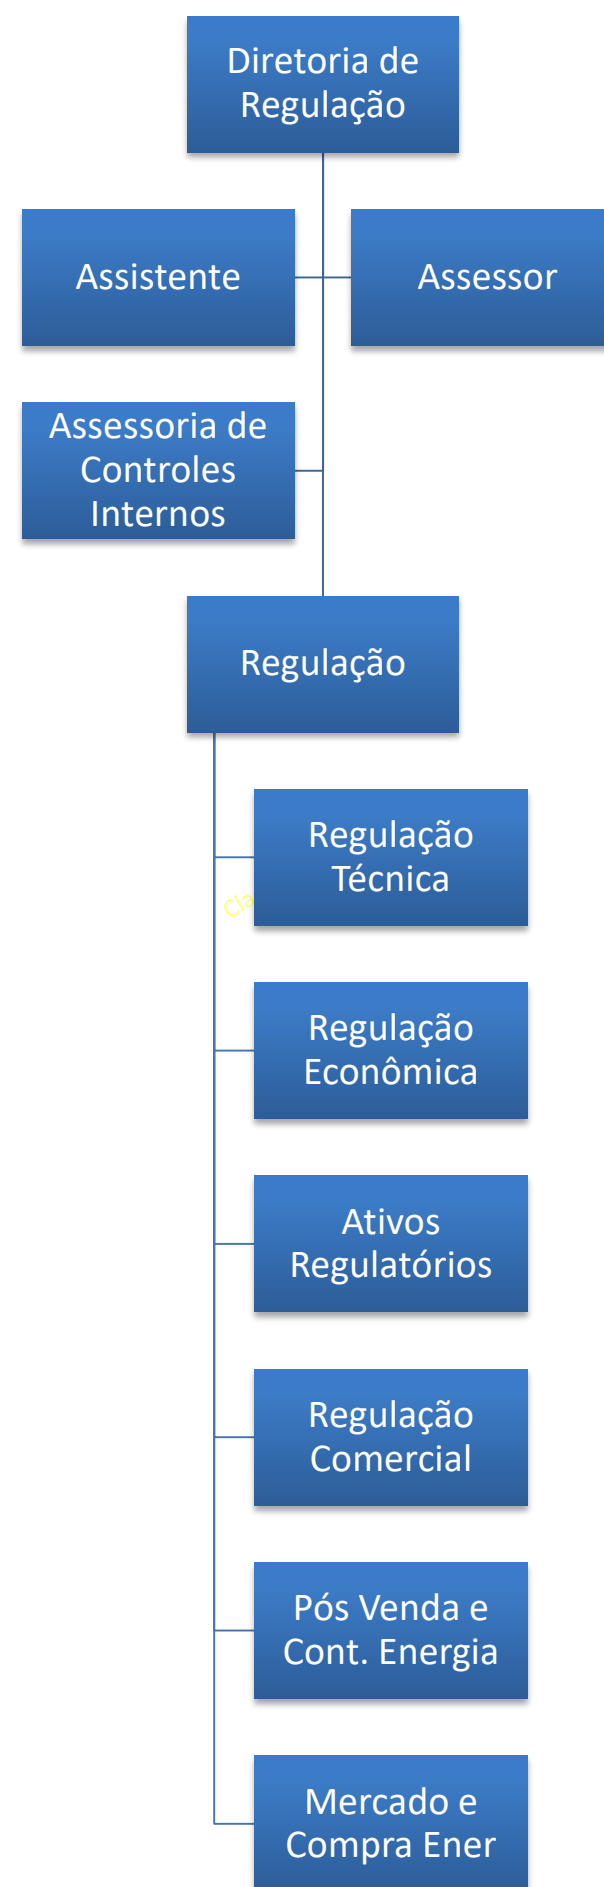 Diretoria de
Regulação
Assistente
Assessor
Assessoria de
Controles
Internos
Regulação
Regulação
Técnica
Cla
Regulação
Econômica
Ativos
Regulatórios
Regulação
Comercial
Pós Venda e
Cont. Energia
Mercado e
Compra Ener